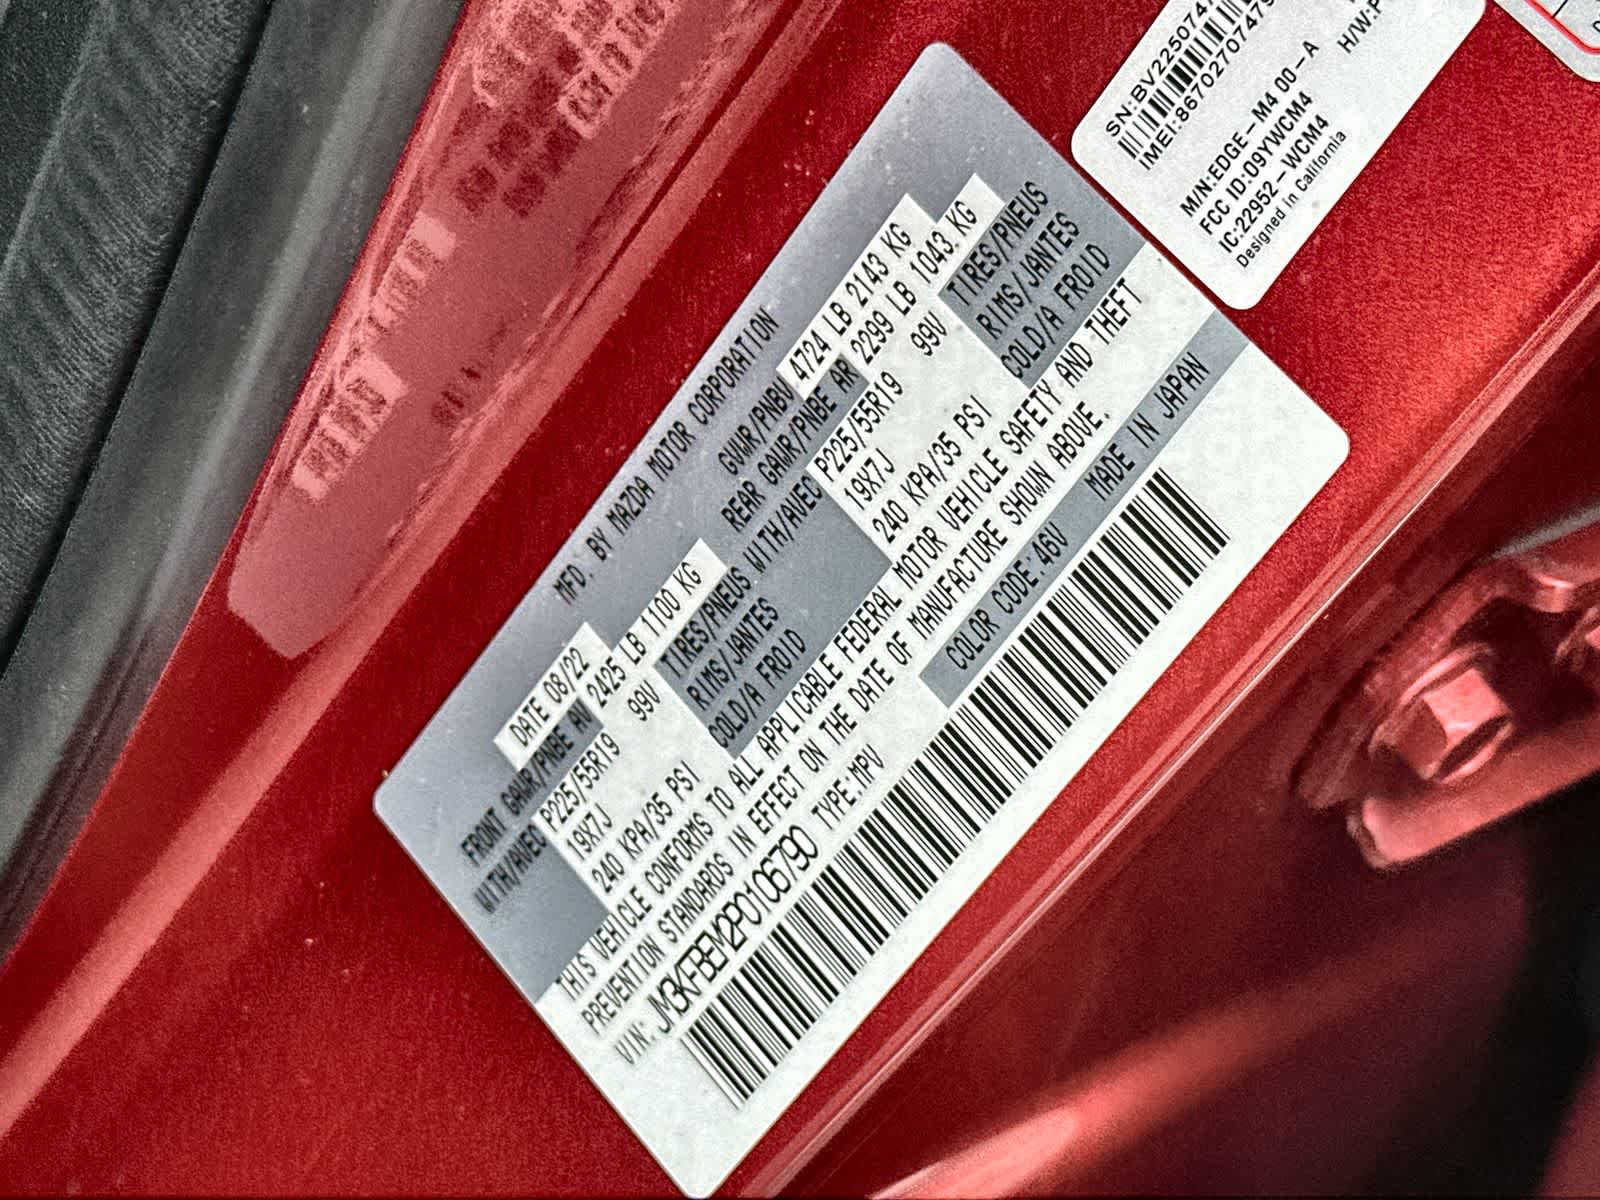 MFD. BY MAZDA MOTOR CORPORATION
DATE 08/22 GVWR/PNBV 4724 LB 2143 KG
FRONT GAWR/PNBE AV 2425 LB 1100 KG REAR GAWR/PNBE AR 2299 LB 1043 KG
WITH/AVEC P225/55R19 99V TIRES/PNEUS WITH/AVEC P225/55R19 99V TIRES/PNEUS
19X7J RIMS/JANTES 19X7J RIMS/JANTES
240 KPA/35 PSI COLD/A FROID 240 KPA/35 PSI COLD/A FROID
THIS VEHICLE CONFORMS TO ALL APPLICABLE FEDERAL MOTOR VEHICLE SAFETY AND THEFT
PREVENTION STANDARDS IN EFFECT ON THE DATE OF MANUFACTURE SHOWN ABOVE.
VIN: JM3KFBEM2P0106790 TYPE:MPV COLOR CODE:46V MADE IN JAPAN
SN:BV225074
IMEI:86702707479
M/N:EDGE-M4 00-A H/W:P
FCC ID:O9YWCM4
IC:22952-WCM4
Designed in California